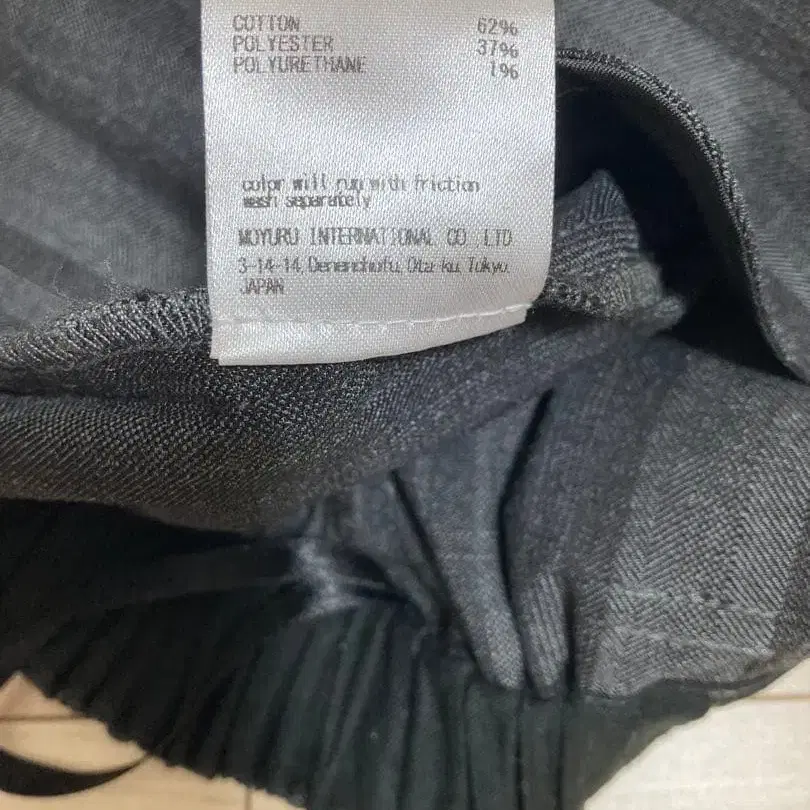 COTTON 62%
POLYESTER 37%
POLYURETHANE 1%
color will run with friction
wash separately
MOYURU INTERNATIONAL CO LTD
3-14-14, Denenchofu, Ota-ku, Tokyo,
JAPAN